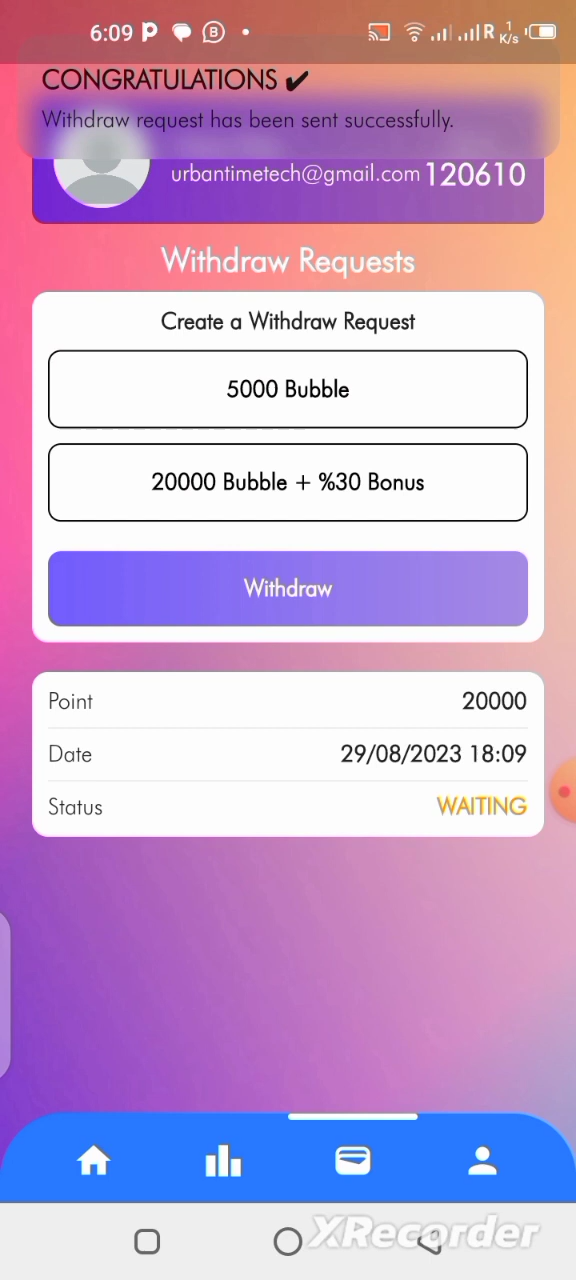 6:09 P B R 1 K/s
CONGRATULATIONS ✔
Withdraw request has been sent successfully.
urbantimetech@gmail.com 120610
Withdraw Requests
Create a Withdraw Request
5000 Bubble
20000 Bubble + %30 Bonus
Withdraw
Point 20000
Date 29/08/2023 18:09
Status WAITING
XRecorder